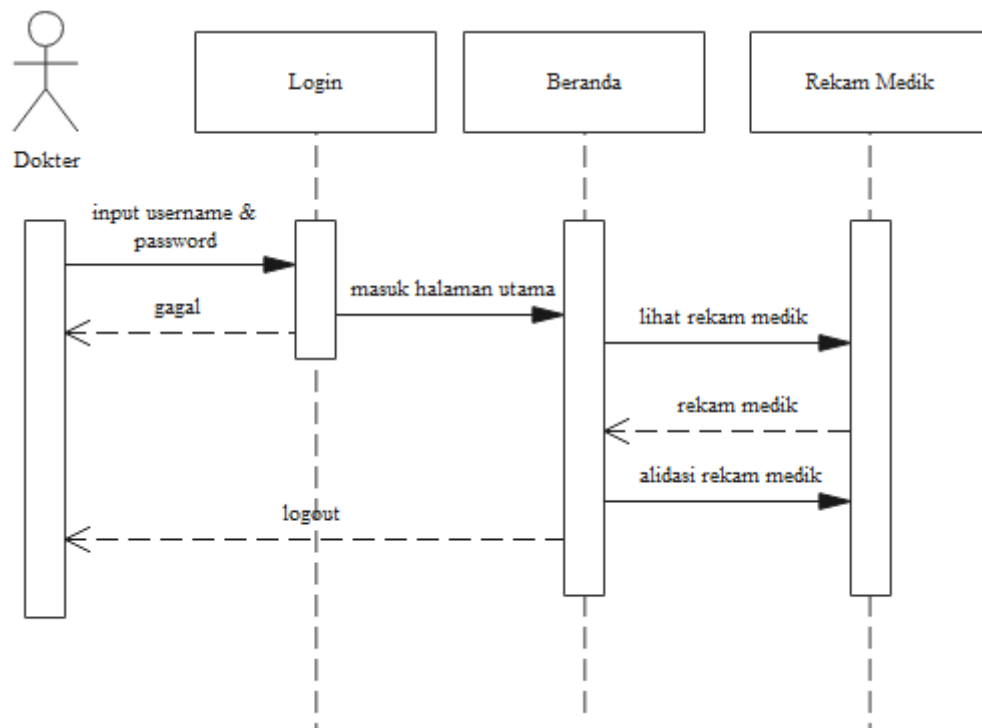 Login
Beranda
Rekam Medik
Dokter
input username &
password
masuk halaman utama
gagal
lihat rekam medik
rekam medik
alidasi rekam medik
logout